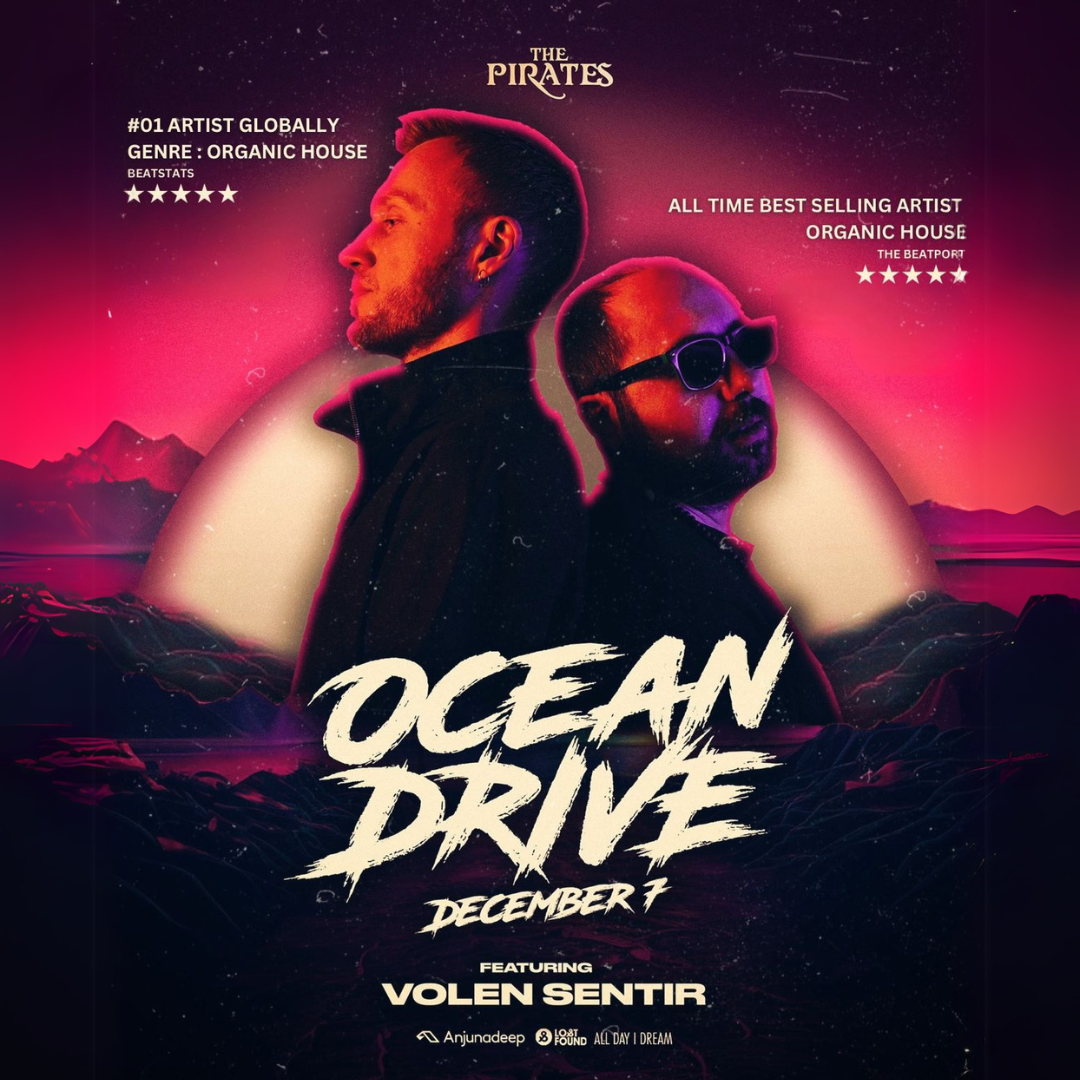 THE
PIRATES
#01 ARTIST GLOBALLY
GENRE : ORGANIC HOUSE
BEATSTATS
ALL TIME BEST SELLING ARTIST
ORGANIC HOUSE
THE BEATPORT
OCEAN
DRIVE
DECEMBER 7
FEATURING
VOLEN SENTIR
Anjunadeep LOST FOUND ALL DAY I DREAM